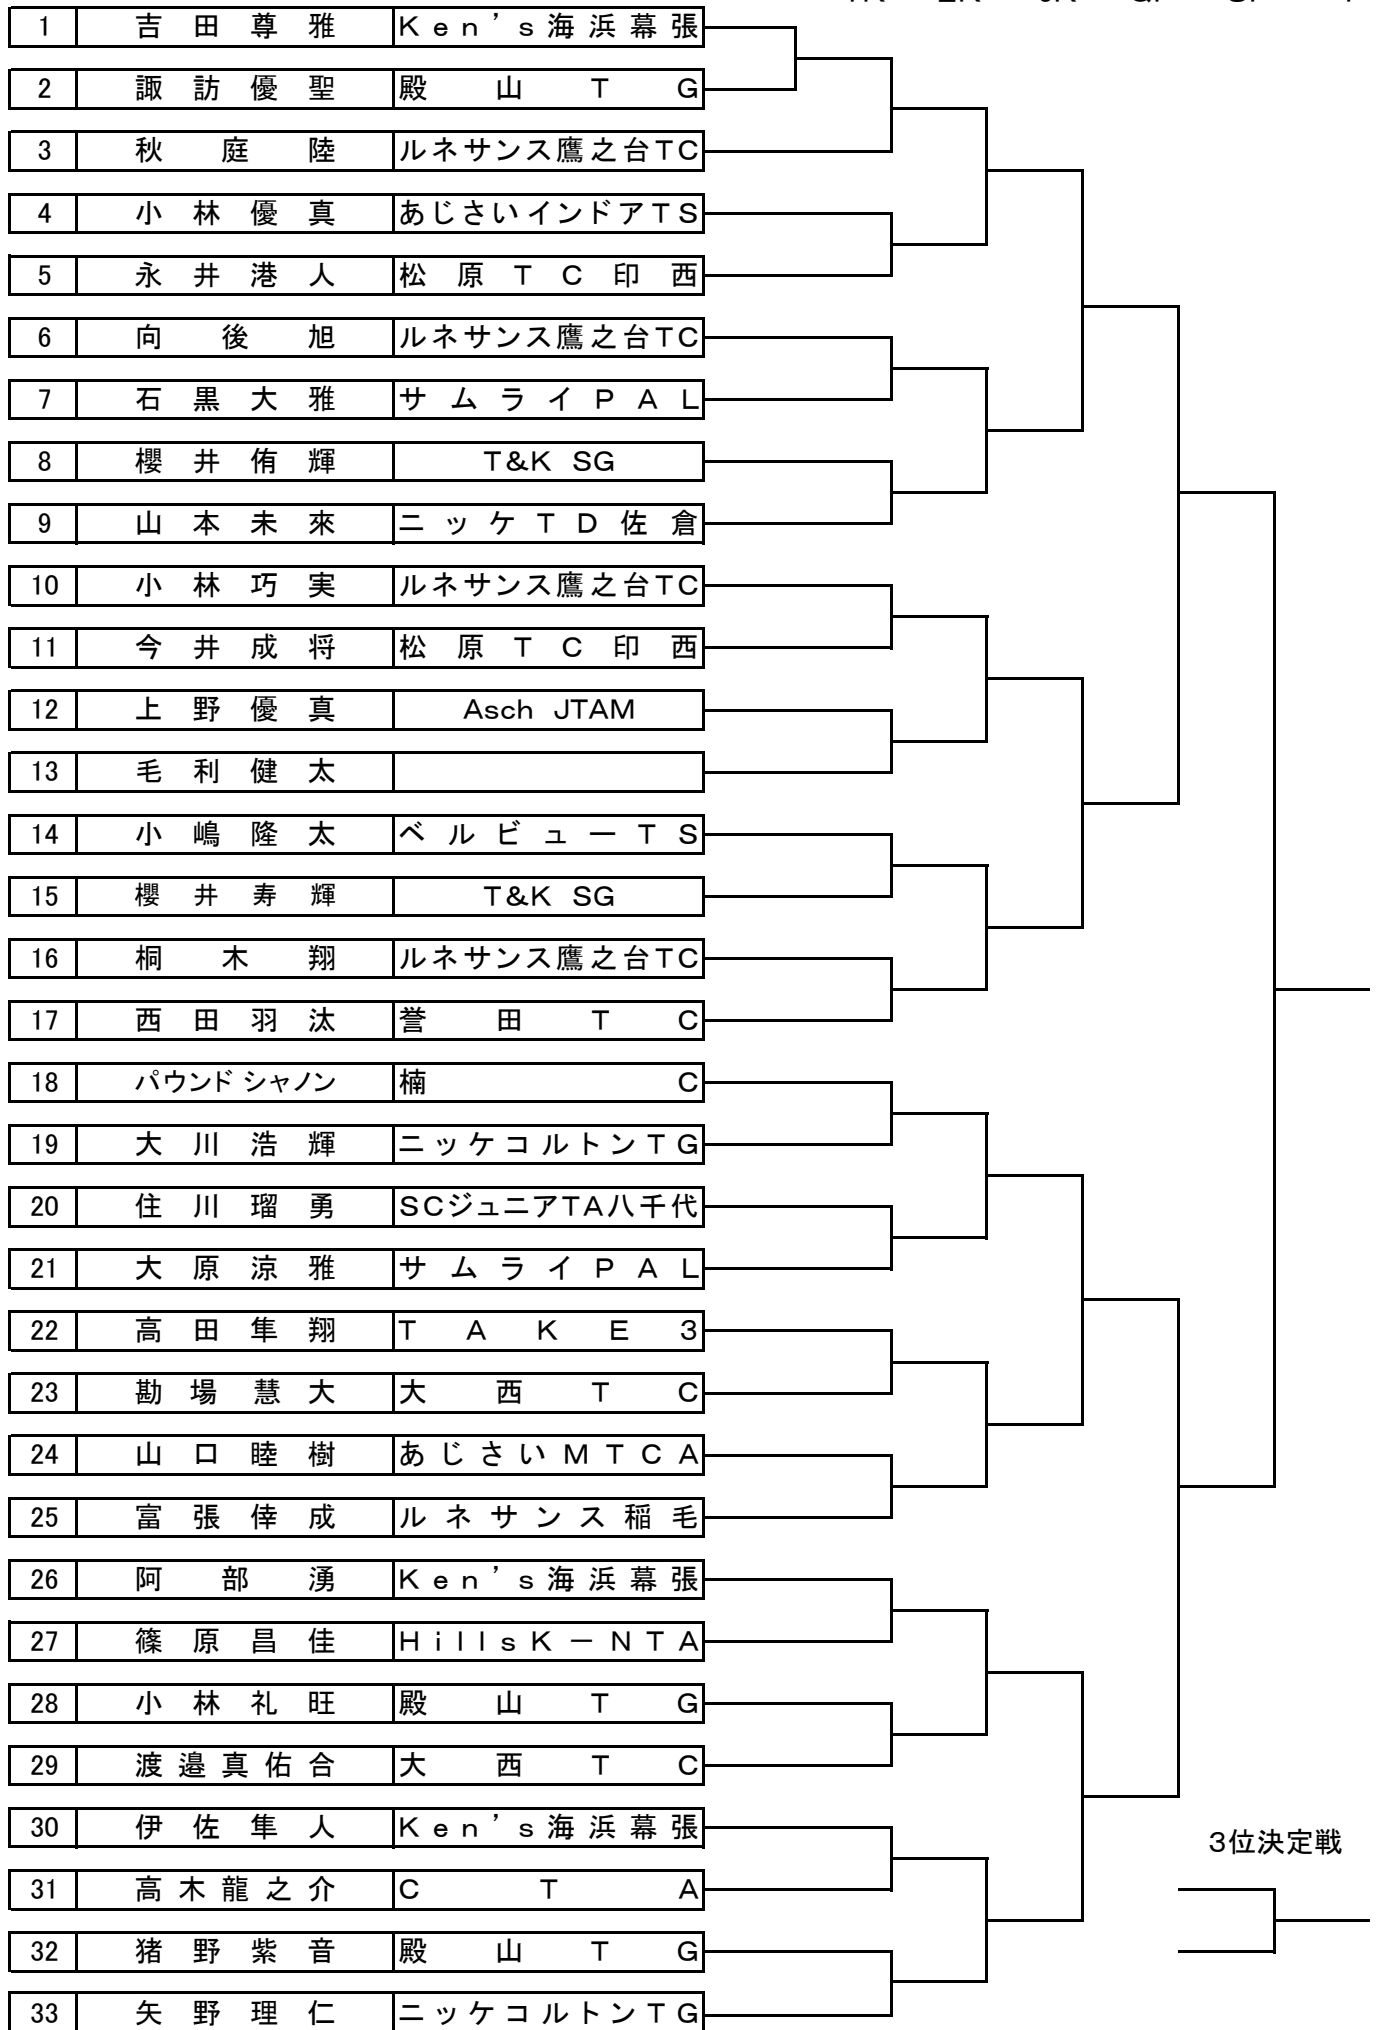 1 吉田尊雅 Ken’s海浜幕張
2 諏訪優聖 殿山TG
3 秋庭陸 ルネサンス鷹之台TC
4 小林優真 あじさいインドアTS
5 永井港人 松原TC印西
6 向後旭 ルネサンス鷹之台TC
7 石黒大雅 サムライPAL
8 櫻井侑輝 T&K SG
9 山本未來 ニッケTD佐倉
10 小林巧実 ルネサンス鷹之台TC
11 今井成将 松原TC印西
12 上野優真 Asch JTAM
13 毛利健太
14 小嶋隆太 ベルビューTS
15 櫻井寿輝 T&K SG
16 桐木翔 ルネサンス鷹之台TC
17 西田羽汰 誉田TC
18 パウンド シャノン 楠C
19 大川浩輝 ニッケコルトンTG
20 住川瑠勇 SCジュニアTA八千代
21 大原涼雅 サムライPAL
22 高田隼翔 TAKE3
23 勘場慧大 大西TC
24 山口睦樹 あじさいMTCA
25 富張倖成 ルネサンス稲毛
26 阿部湧 Ken’s海浜幕張
27 篠原昌佳 HillsK－NTA
28 小林礼旺 殿山TG
29 渡邉真佑合 大西TC
30 伊佐隼人 Ken’s海浜幕張
3位決定戦
31 高木龍之介 CTA
32 猪野紫音 殿山TG
33 矢野理仁 ニッケコルトンTG